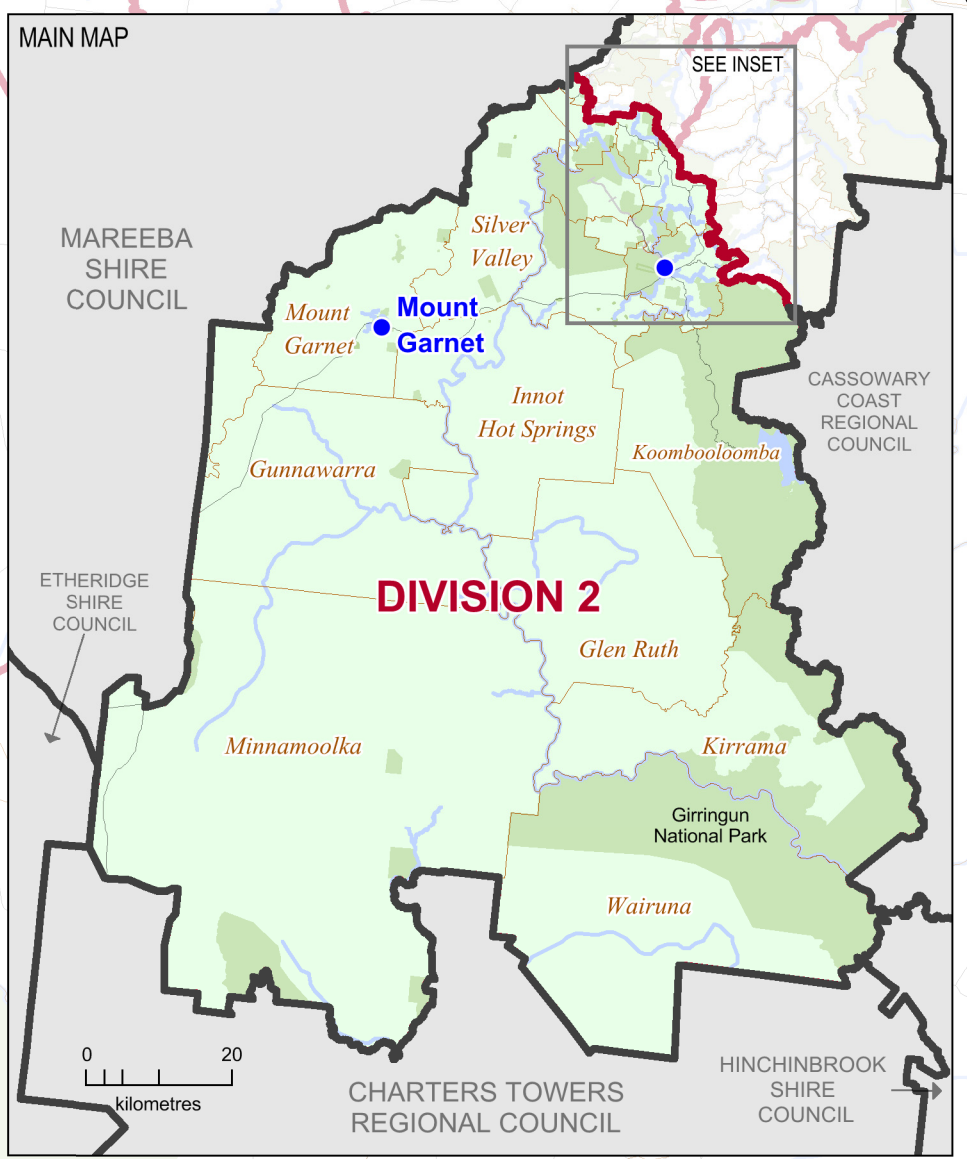 MAIN MAP
SEE INSET
MAREEBA
SHIRE
COUNCIL
Silver
Valley
Mount
Garnet
Mount
Garnet
CASSOWARY
COAST
REGIONAL
COUNCIL
Innot
Hot Springs
Koombooloomba
Gunnawarra
ETHERIDGE
SHIRE
COUNCIL
DIVISION 2
Glen Ruth
Minnamoolka
Kirrama
Girringun
National Park
Wairuna
0 20
kilometres
CHARTERS TOWERS
REGIONAL COUNCIL
HINCHINBROOK
SHIRE
COUNCIL